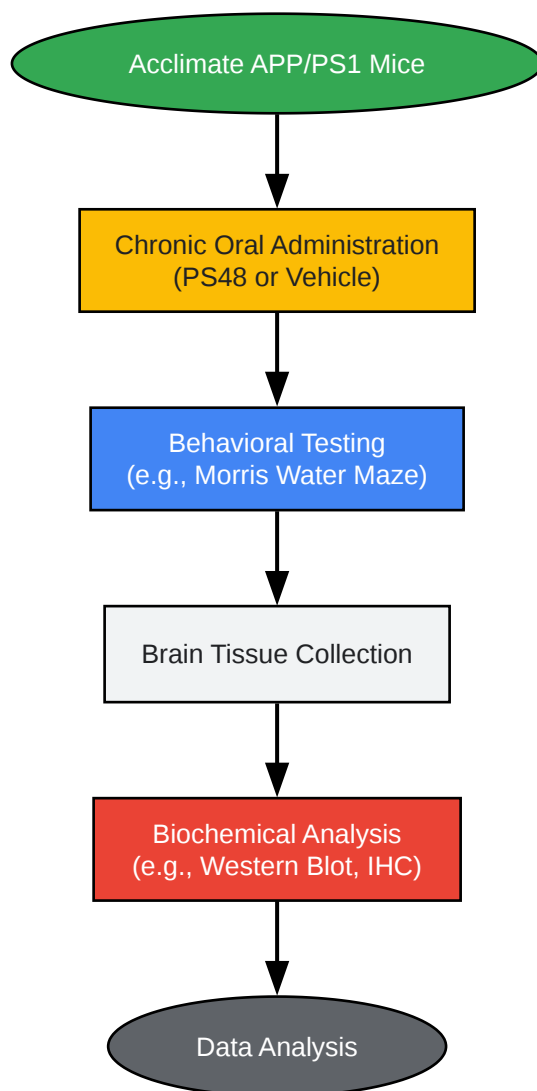 Acclimate APP/PS1 Mice
Chronic Oral Administration
(PS48 or Vehicle)
Behavioral Testing
(e.g., Morris Water Maze)
Brain Tissue Collection
Biochemical Analysis
(e.g., Western Blot, IHC)
Data Analysis